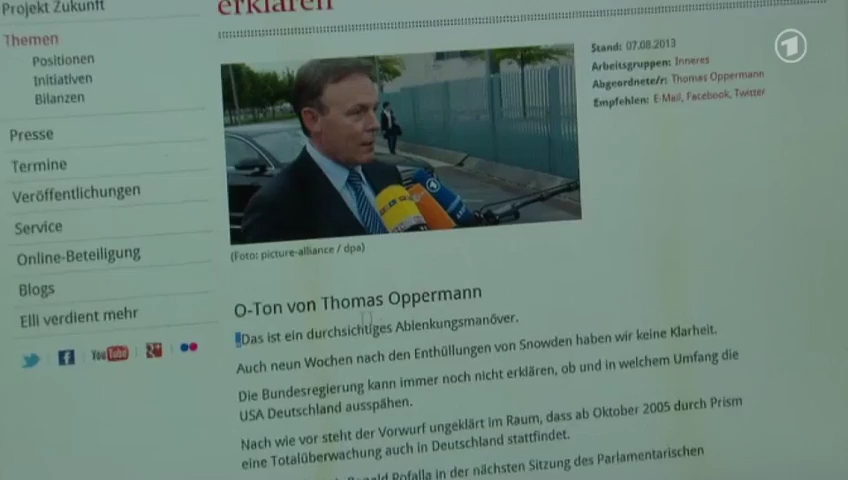 Projekt Zukunft
Themen
Positionen
Initiativen
Bilanzen
Presse
Termine
Veröffentlichungen
Service
Online-Beteiligung
Blogs
Elli verdient mehr
You Tube
erklären
Stand: 07.08.2013
Arbeitsgruppen: Inneres
Abgeordnete/r: Thomas Oppermann
Empfehlen: E-Mail, Facebook, Twitter
(Foto: picture-alliance / dpa)
O-Ton von Thomas Oppermann
Das ist ein durchsichtiges Ablenkungsmanöver.
Auch neun Wochen nach den Enthüllungen von Snowden haben wir keine Klarheit.
Die Bundesregierung kann immer noch nicht erklären, ob und in welchem Umfang die
USA Deutschland ausspähen.
Nach wie vor steht der Vorwurf ungeklärt im Raum, dass ab Oktober 2005 durch Prism
eine Totalüberwachung auch in Deutschland stattfindet.
Pofalla in der nächsten Sitzung des Parlamentarischen
1